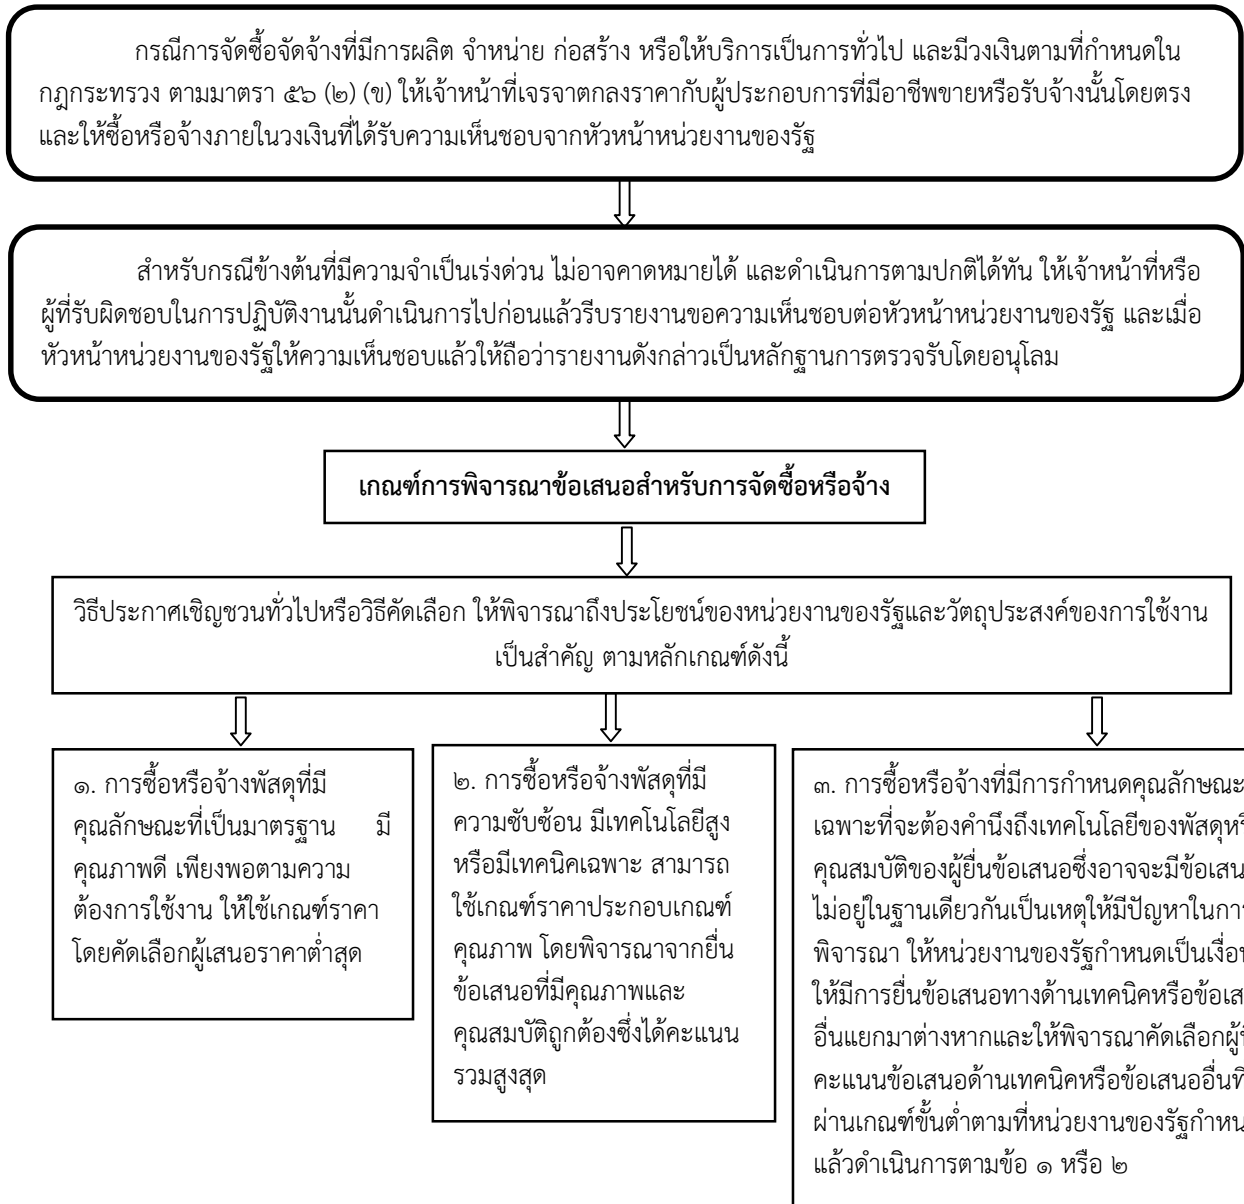 กรณีการจัดซื้อจัดจ้างที่มีการผลิต จำหน่าย ก่อสร้าง หรือให้บริการเป็นการทั่วไป และมีวงเงินตามที่กำหนดใน
กฎกระทรวง ตามมาตรา ๕๖ (๒) (ข) ให้เจ้าหน้าที่เจรจาตกลงราคากับผู้ประกอบการที่มีอาชีพขายหรือรับจ้างนั้นโดยตรง
และให้ซื้อหรือจ้างภายในวงเงินที่ได้รับความเห็นชอบจากหัวหน้าหน่วยงานของรัฐ
สำหรับกรณีข้างต้นที่มีความจำเป็นเร่งด่วน ไม่อาจคาดหมายได้ และดำเนินการตามปกติได้ทัน ให้เจ้าหน้าที่หรือ
ผู้ที่รับผิดชอบในการปฏิบัติงานนั้นดำเนินการไปก่อนแล้วรีบรายงานขอความเห็นชอบต่อหัวหน้าหน่วยงานของรัฐ และเมื่อ
หัวหน้าหน่วยงานของรัฐให้ความเห็นชอบแล้วให้ถือว่ารายงานดังกล่าวเป็นหลักฐานการตรวจรับโดยอนุโลม
เกณฑ์การพิจารณาข้อเสนอสำหรับการจัดซื้อหรือจ้าง
วิธีประกาศเชิญชวนทั่วไปหรือวิธีคัดเลือก ให้พิจารณาถึงประโยชน์ของหน่วยงานของรัฐและวัตถุประสงค์ของการใช้งาน
เป็นสำคัญ ตามหลักเกณฑ์ดังนี้
๑. การซื้อหรือจ้างพัสดุที่มี
คุณลักษณะที่เป็นมาตรฐาน มี
คุณภาพดี เพียงพอตามความ
ต้องการใช้งาน ให้ใช้เกณฑ์ราคา
โดยคัดเลือกผู้เสนอราคาต่ำสุด
๒. การซื้อหรือจ้างพัสดุที่มี
ความซับซ้อน มีเทคโนโลยีสูง
หรือมีเทคนิคเฉพาะ สามารถ
ใช้เกณฑ์ราคาประกอบเกณฑ์
คุณภาพ โดยพิจารณาจากยื่น
ข้อเสนอที่มีคุณภาพและ
คุณสมบัติถูกต้องซึ่งได้คะแนน
รวมสูงสุด
๓. การซื้อหรือจ้างที่มีการกำหนดคุณลักษณะ
เฉพาะที่จะต้องคำนึงถึงเทคโนโลยีของพัสดุ
คุณสมบัติของผู้ยื่นข้อเสนอซึ่งอาจจะมี
ไม่อยู่ในฐานเดียวกันเป็นเหตุให้มีปัญหาใน
พิจารณา ให้หน่วยงานของรัฐกำหนดเป็น
ให้มีการยื่นข้อเสนอทางด้านเทคนิคหรือ
อื่นแยกมาต่างหากและให้พิจารณาคัดเลือก
คะแนนข้อเสนอด้านเทคนิคหรือข้อเสนออื่น
ผ่านเกณฑ์ขั้นต่ำตามที่หน่วยงานของรัฐ
แล้วดำเนินการตามข้อ ๑ หรือ ๒